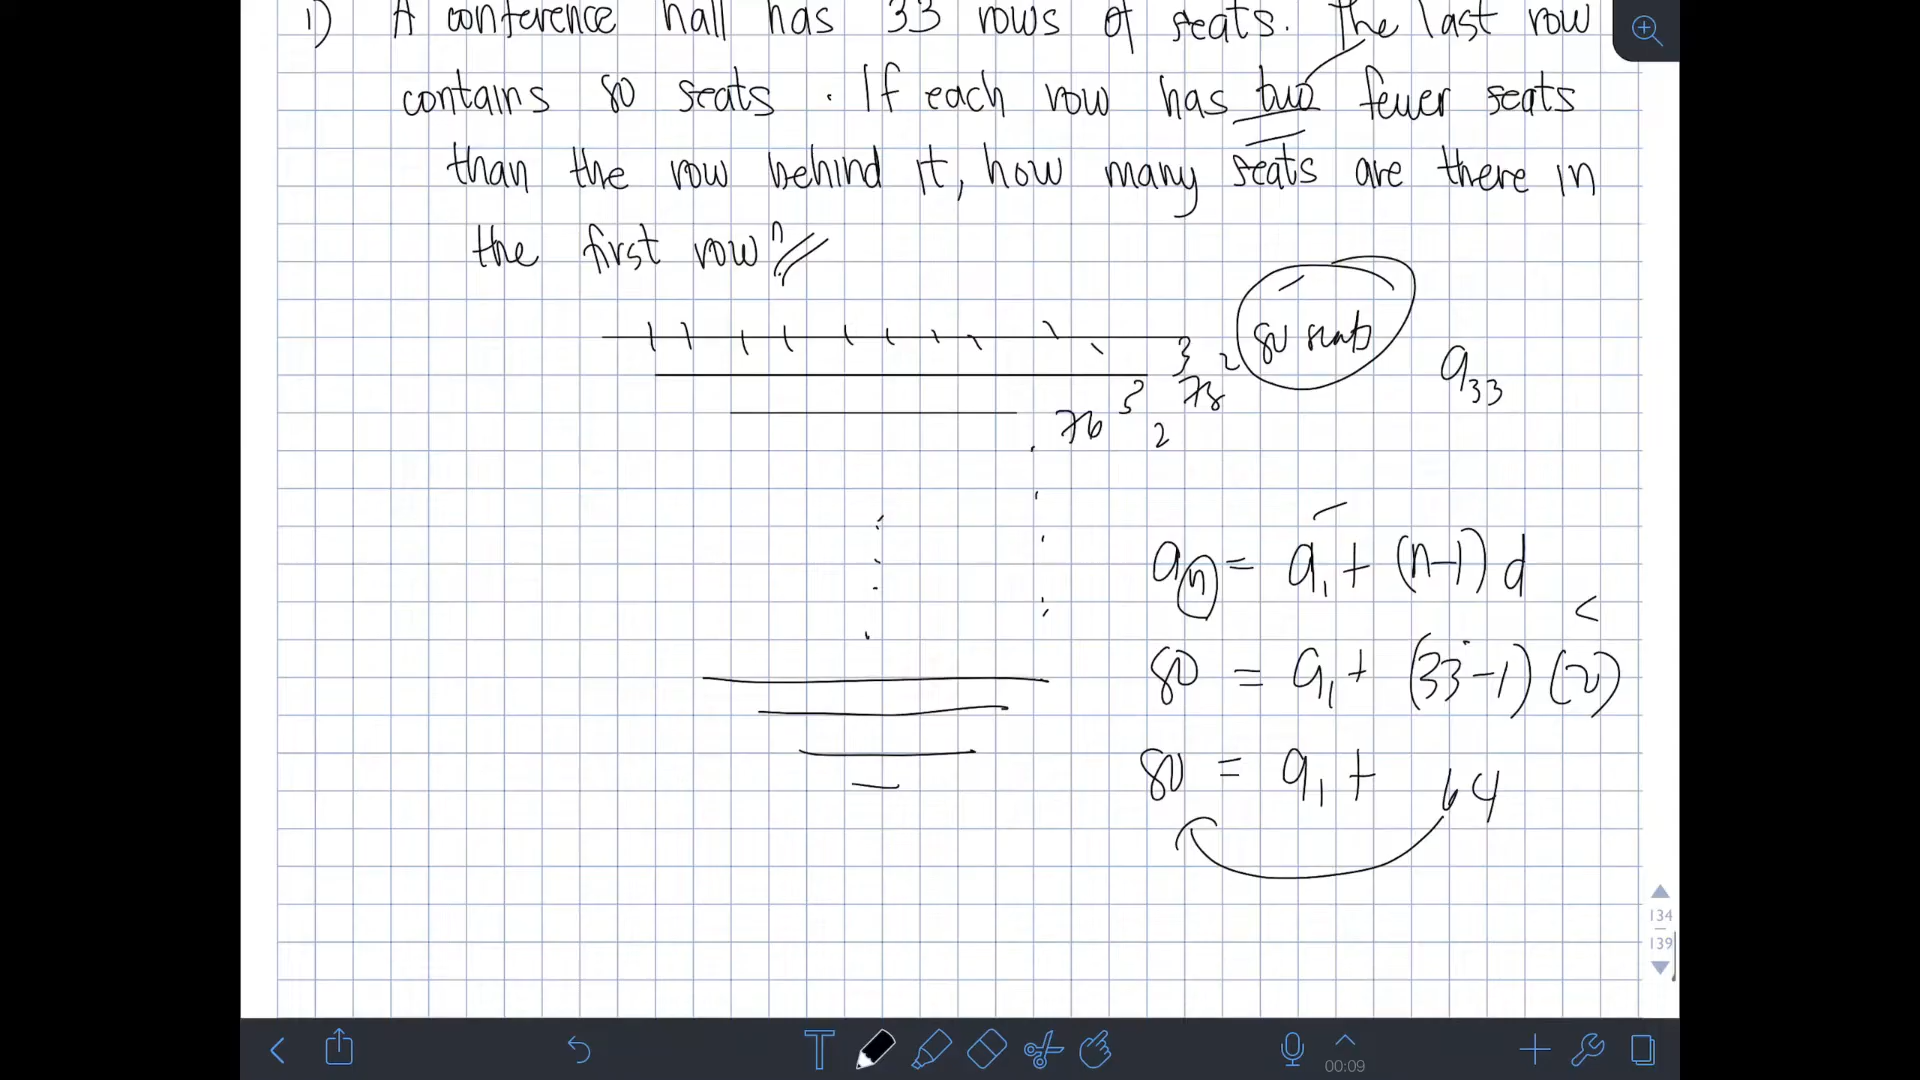 1) A conference hall has 33 rows of seats. The last row
contains 80 seats. If each row has two fewer seats
than the row behind it, how many seats are there in
the first row?
80 seats
2
78
76
2
a₃₃
aₙ = a₁ + (n-1) d
80 = a₁ + (33-1) (2)
80 = a₁ + 64
134
139
T
00:09